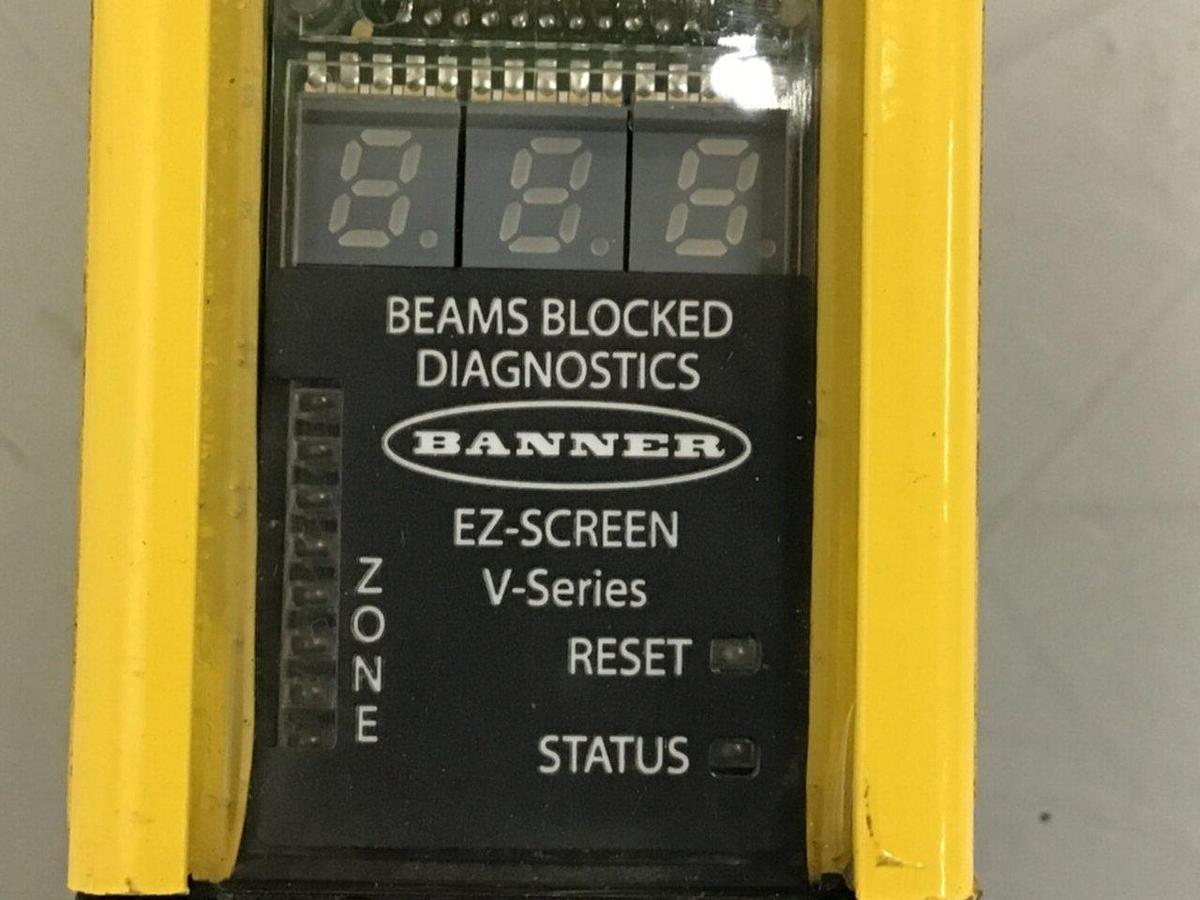 BEAMS BLOCKED
DIAGNOSTICS
BANNER
EZ-SCREEN
V-Series
ZONE
RESET
STATUS